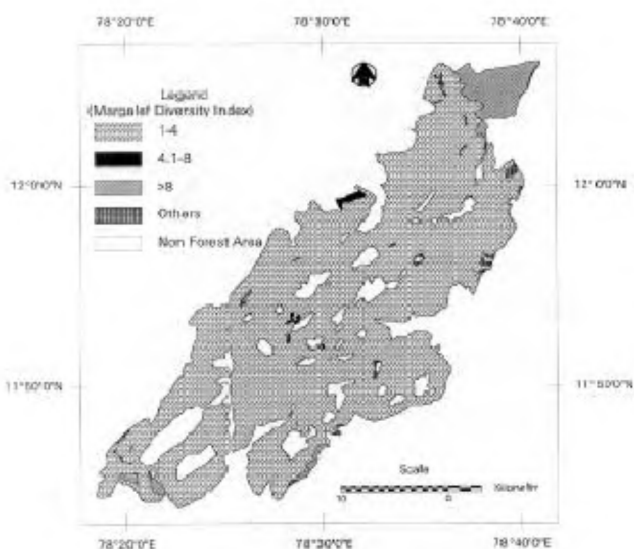 78°20'0"E 78°30'0"E 78°40'0"E
Legend
(Margalef Diversity Index)
1-4
4.1-8
>8
Others
Non Forest Area
12°0'0"N 12°0'0"N
11°50'0"N 11°50'0"N
Scale
10 0 Kilometer
78°20'0"E 78°30'0"E 78°40'0"E